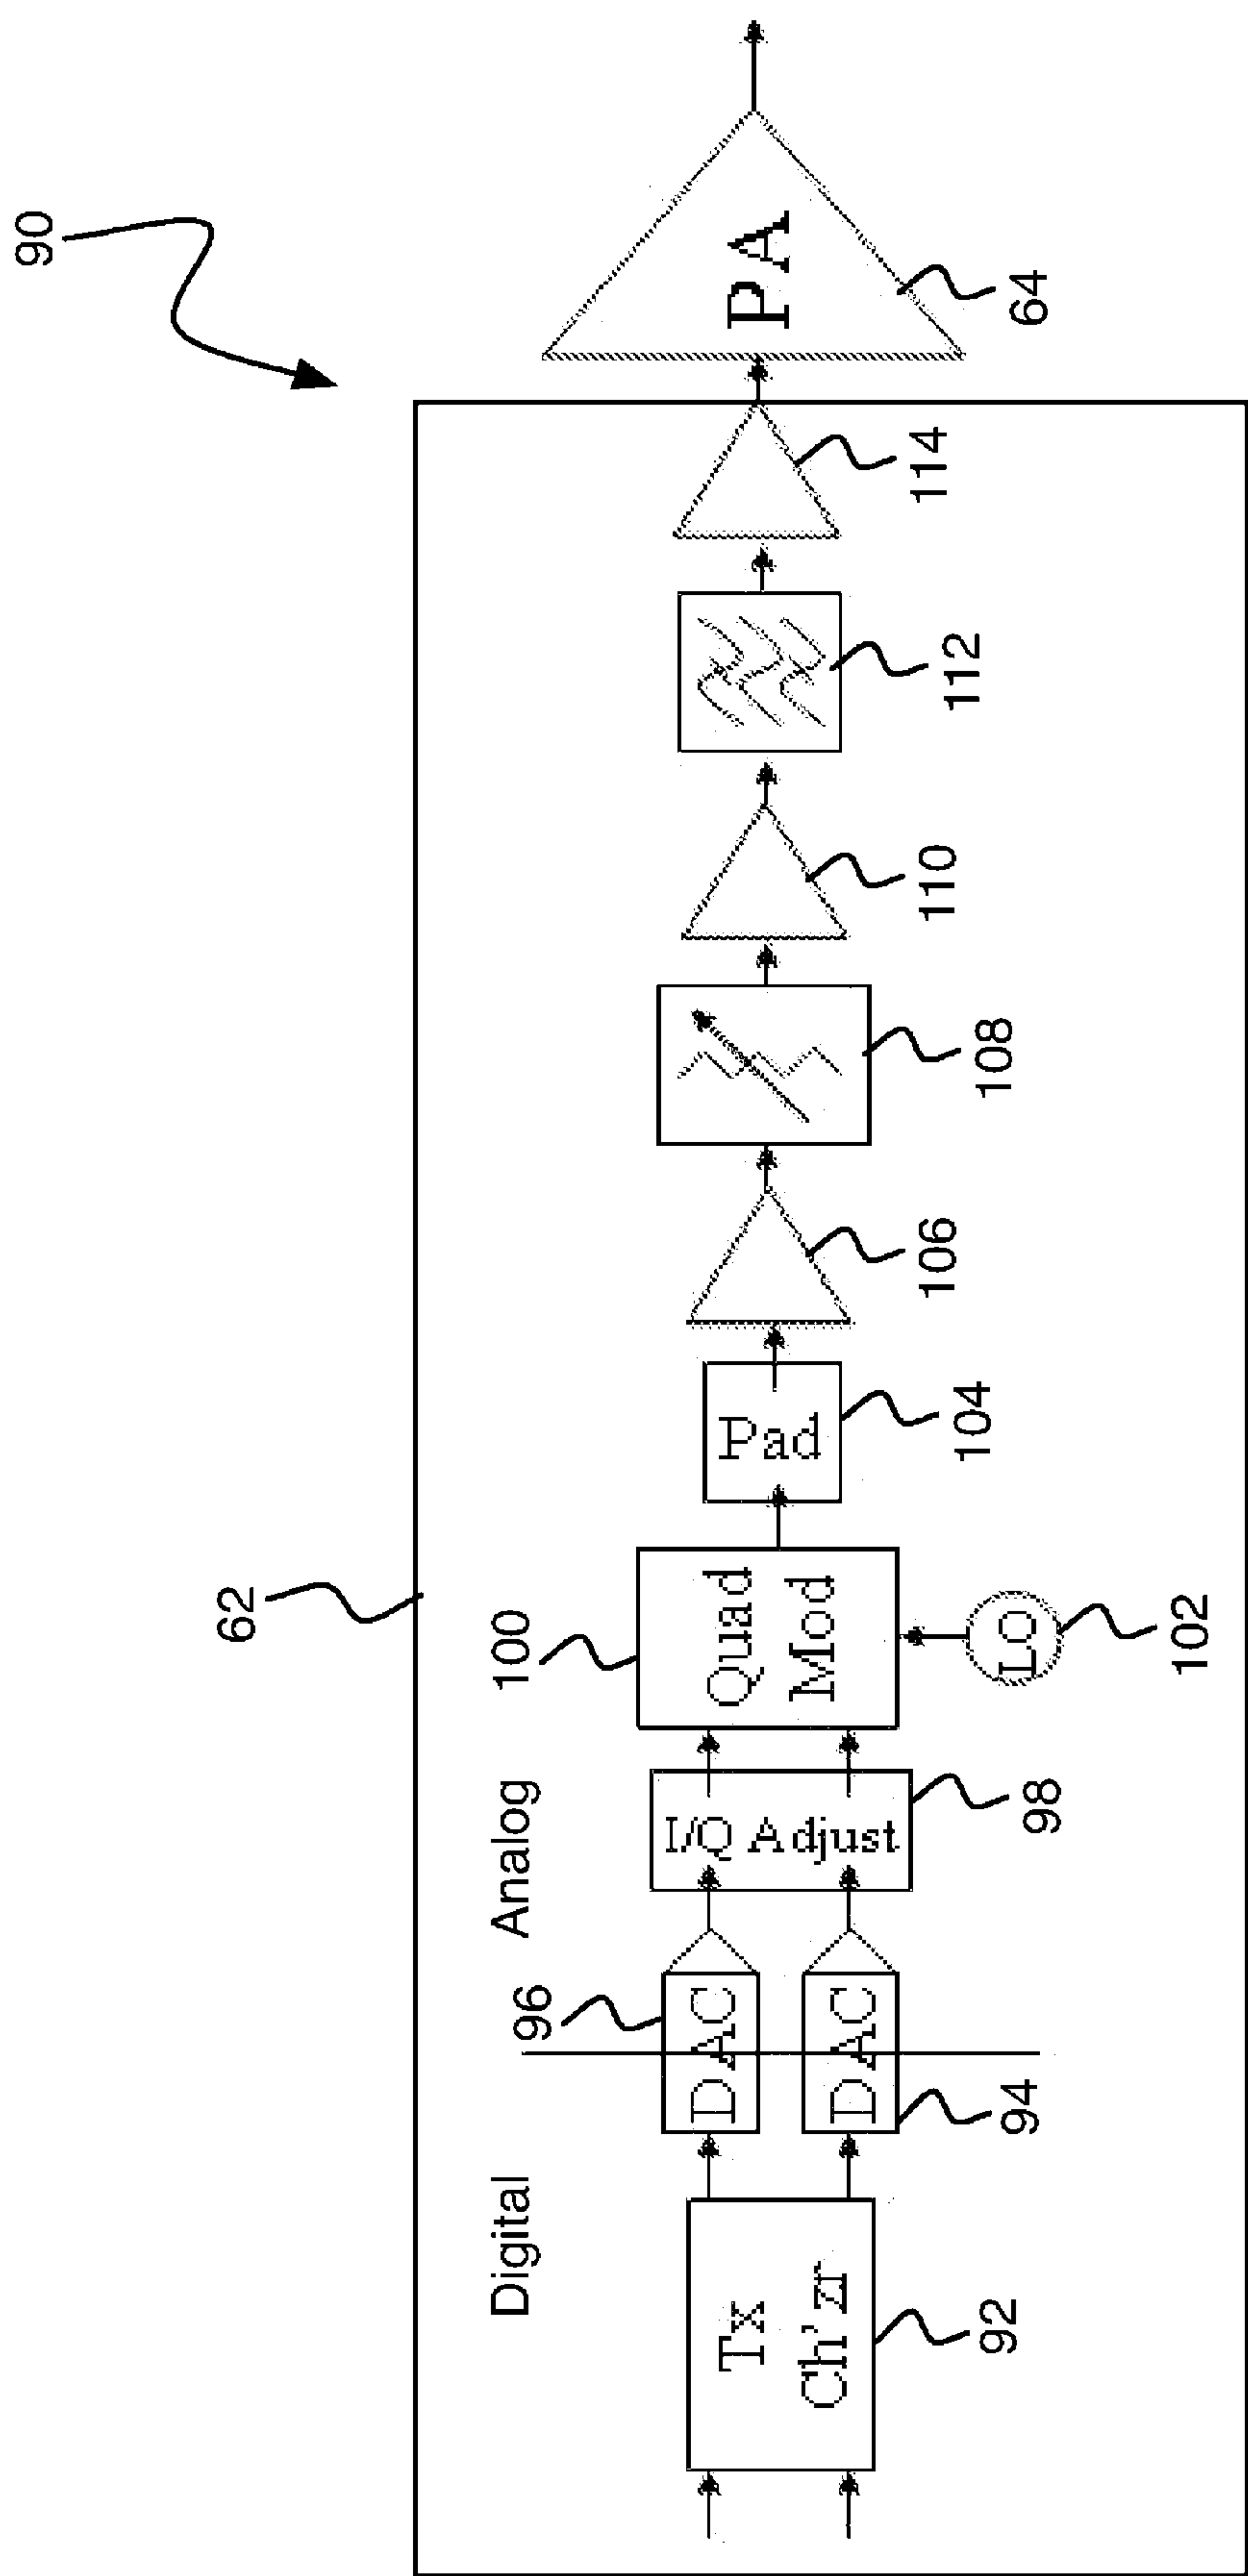 90
62
Digital
Analog
Tx
Ch'zr
92
DAC
96
DAC
94
I/Q Adjust
98
Quad
Mod
100
LO
102
Pad
104
106
108
110
112
114
PA
64